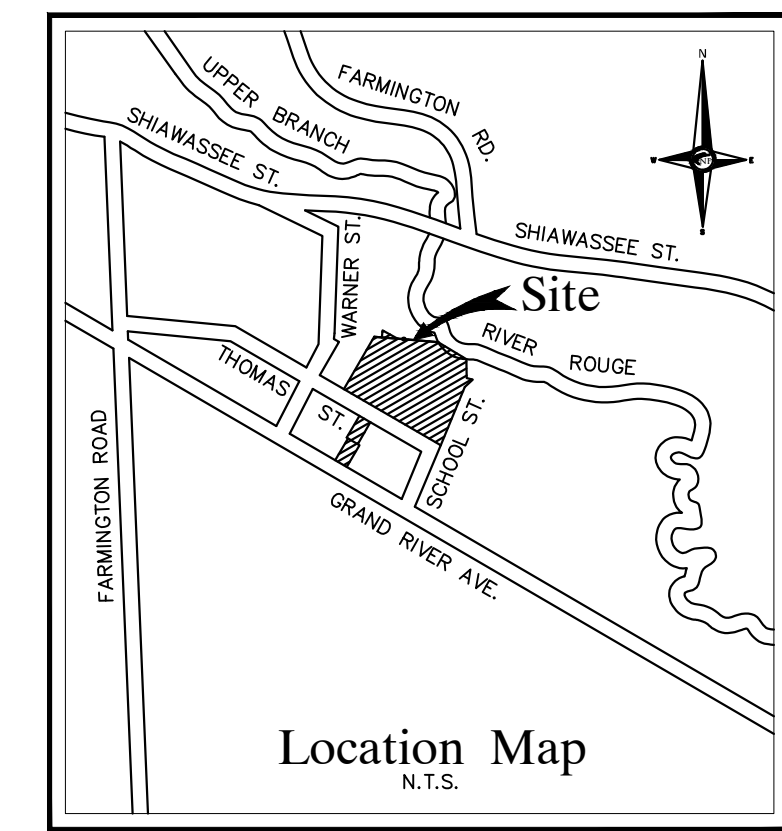 N
FARMINGTON RD.
UPPER BRANCH
SHIAWASSEE ST.
W NP E
S
WARNER ST.
SHIAWASSEE ST.
Site
RIVER ROUGE
THOMAS ST.
SCHOOL ST.
FARMINGTON ROAD
GRAND RIVER AVE.
Location Map
N.T.S.